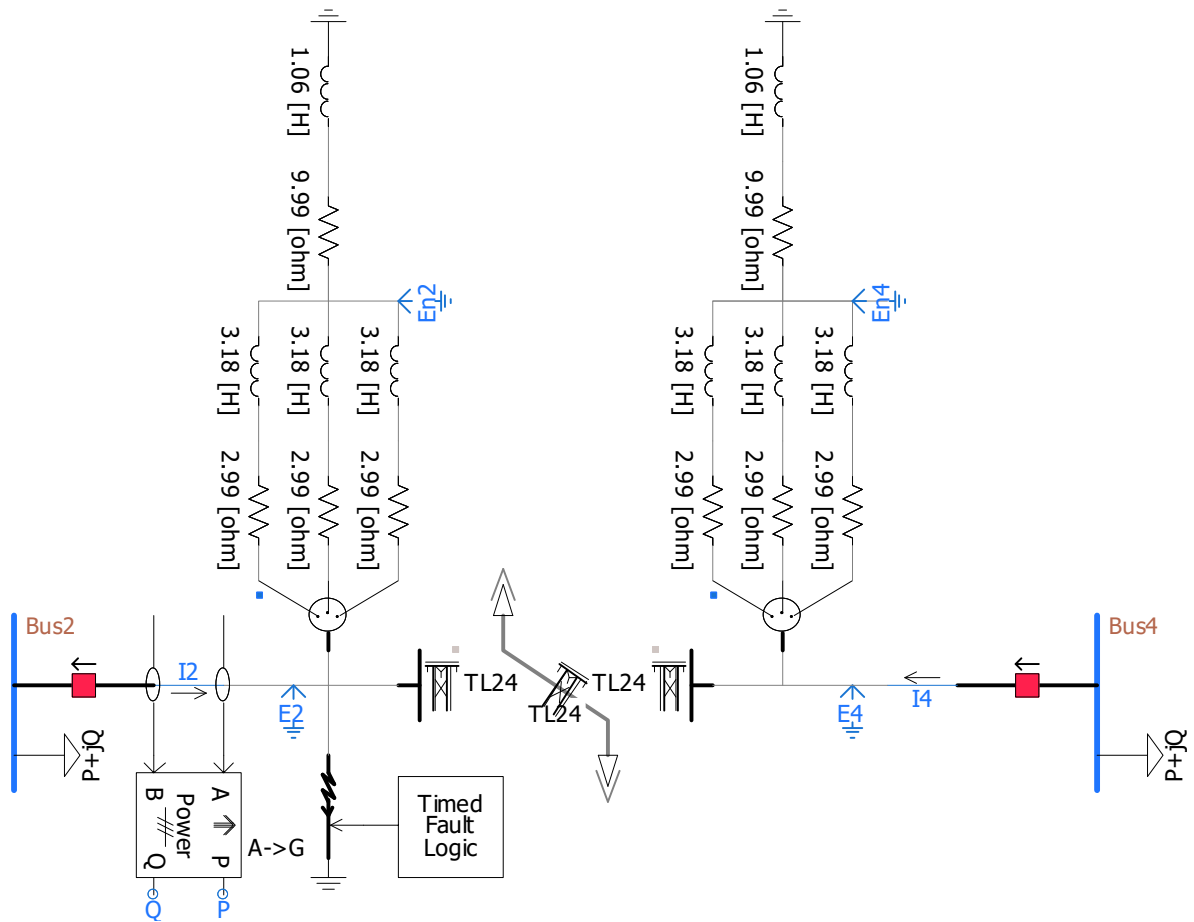 1.06 [H]
1.06 [H]
9.99 [ohm]
9.99 [ohm]
En2
En4
3.18 [H]
3.18 [H]
3.18 [H]
3.18 [H]
3.18 [H]
3.18 [H]
2.99 [ohm]
2.99 [ohm]
2.99 [ohm]
2.99 [ohm]
2.99 [ohm]
2.99 [ohm]
Bus2
Bus4
I2
TL24
TL24
TL24
I4
E2
E4
P+jQ
P+jQ
A P
Power
B Q
A->G
Timed
Fault
Logic
Q
P